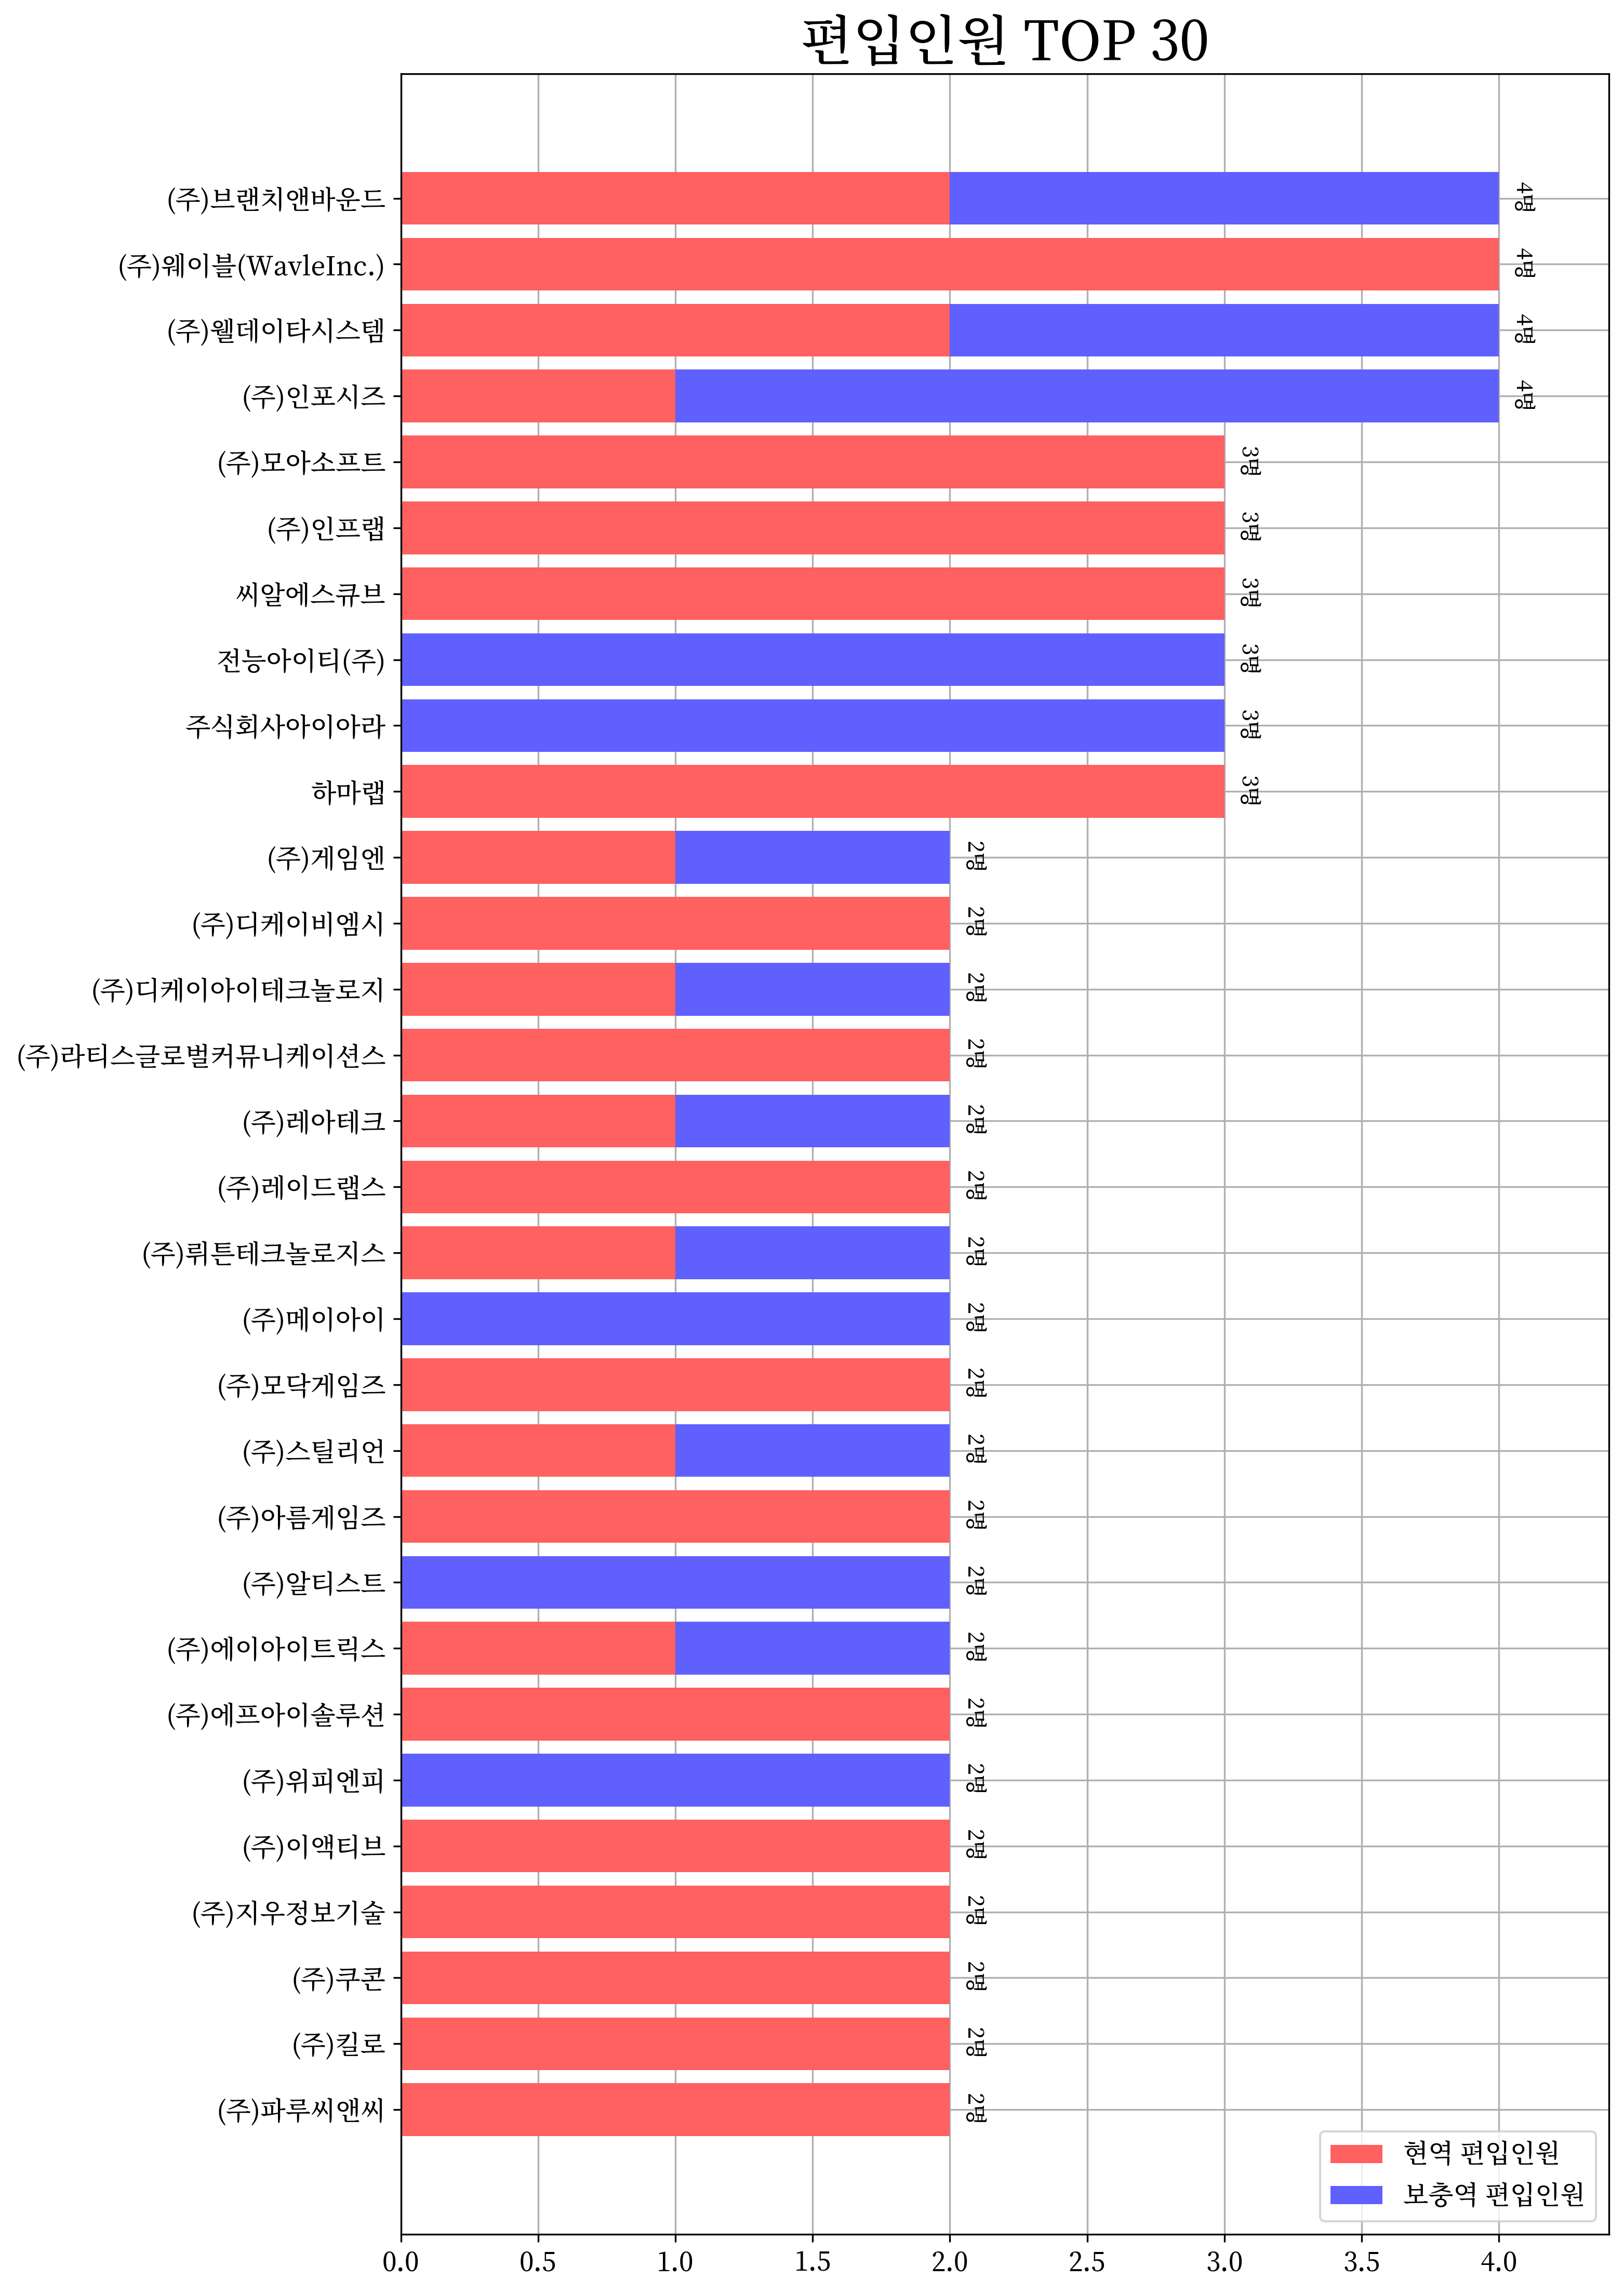 편입인원 TOP 30
(주)브랜치앤바운드 4명
(주)웨이블(WavleInc.) 4명
(주)웰데이타시스템 4명
(주)인포시즈 4명
(주)모아소프트 3명
(주)인프랩 3명
씨알에스큐브 3명
전능아이티(주) 3명
주식회사아이아라 3명
하마랩 3명
(주)게임엔 2명
(주)디케이비엠시 2명
(주)디케이아이테크놀로지 2명
(주)라티스글로벌커뮤니케이션스 2명
(주)레아테크 2명
(주)레이드랩스 2명
(주)뤼튼테크놀로지스 2명
(주)메이아이 2명
(주)모닥게임즈 2명
(주)스틸리언 2명
(주)아름게임즈 2명
(주)알티스트 2명
(주)에이아이트릭스 2명
(주)에프아이솔루션 2명
(주)위피엔피 2명
(주)이액티브 2명
(주)지우정보기술 2명
(주)쿠콘 2명
(주)킬로 2명
(주)파루씨앤씨 2명
현역 편입인원
보충역 편입인원
0.0 0.5 1.0 1.5 2.0 2.5 3.0 3.5 4.0